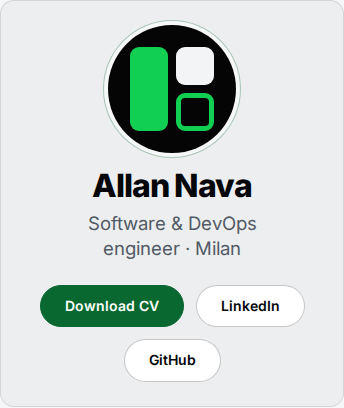 Allan Nava
Software & DevOps
engineer · Milan
Download CV
LinkedIn
GitHub